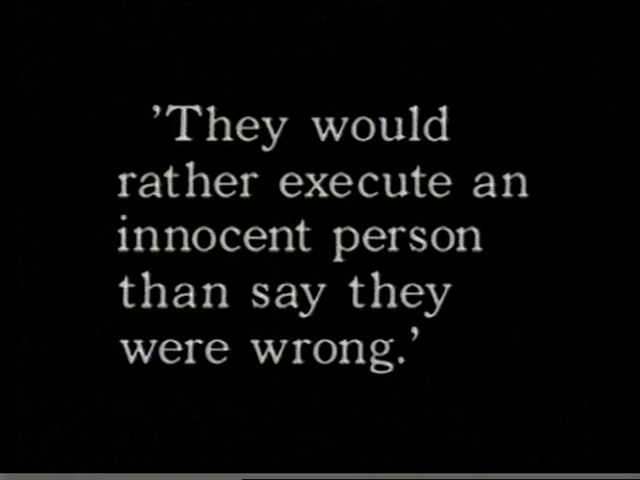 ’They would
rather execute an
innocent person
than say they
were wrong.’